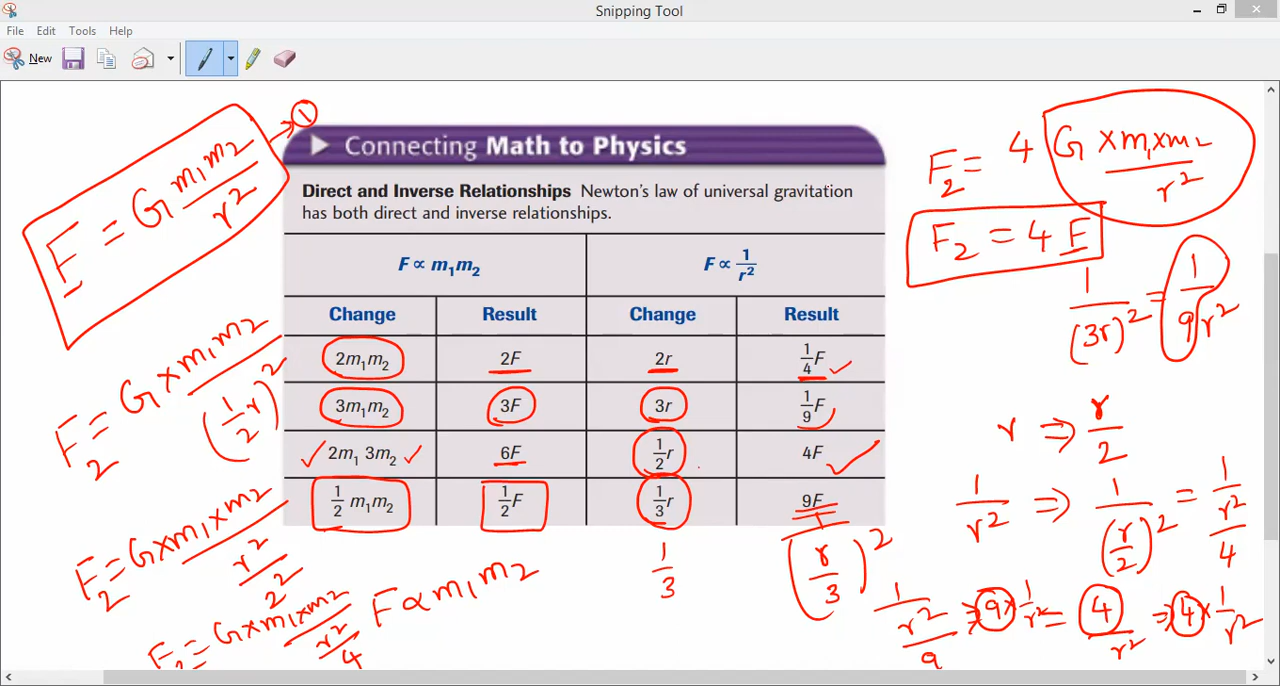 Snipping Tool
File Edit Tools Help
New
F = G m₁m₂ / r² → ①
Connecting Math to Physics
Direct and Inverse Relationships Newton's law of universal gravitation
has both direct and inverse relationships.
F ∝ m₁m₂ F ∝ 1/r²
Change Result Change Result
2m₁m₂ 2F 2r 1/4 F ✓
3m₁m₂ 3F 3r 1/9 F
✓ 2m₁ 3m₂ ✓ 6F 1/2 r 4F ✓
1/2 m₁m₂ 1/2 F 1/3 r 9F
F₂ = G × m₁m₂ / (1/2 r)²
F₂ = G × m₁ × m₂ / r²/2²
F₂ = G × m₁ × m₂ / r²/4
F ∝ m₁m₂
1/3
1/(r/3)²
1/(r²/9) ⇒ 9 × 1/r²
F₂ = 4 G × m₁ × m₂ / r²
F₂ = 4 F
1/(3r)² = 1/9r²
r ⇒ r/2
1/r² ⇒ 1/(r/2)² = 1/(r²/4)
= 4/r² ⇒ 4 × 1/r²